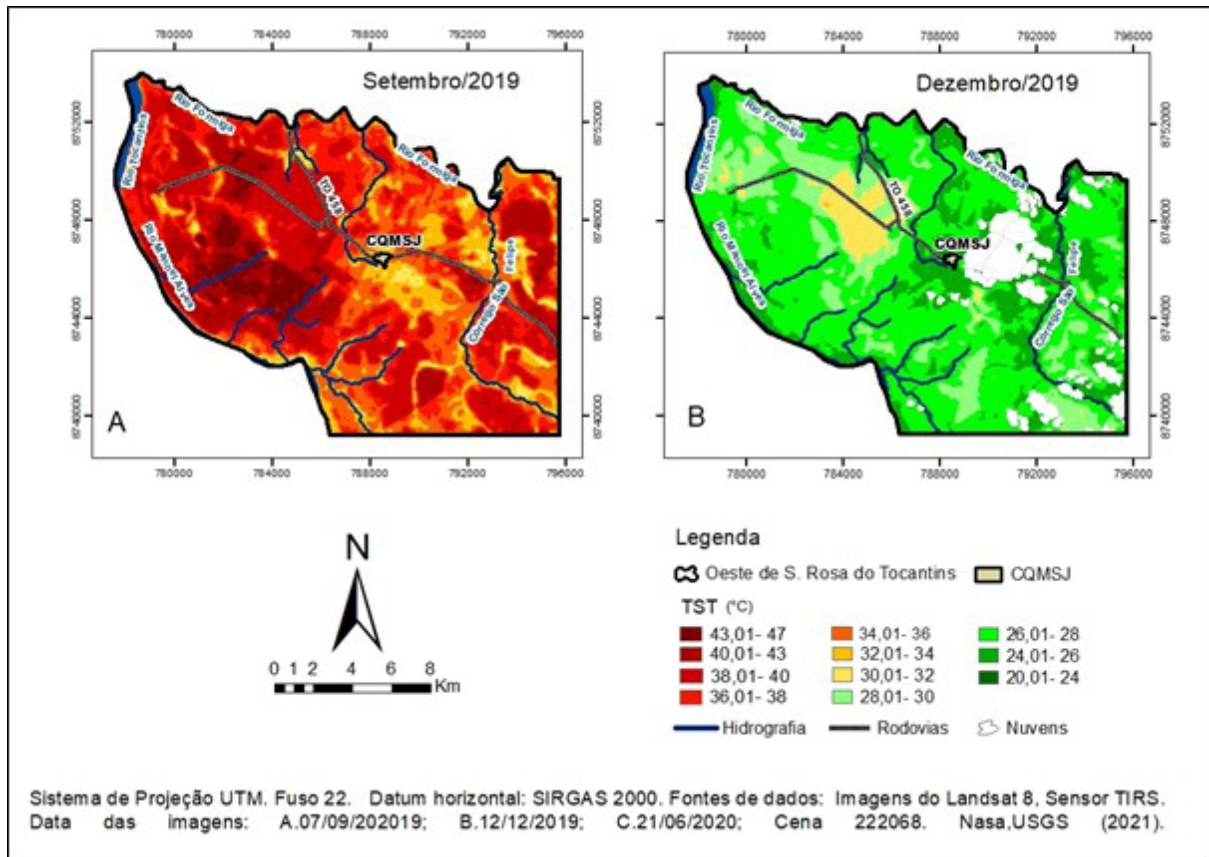 780000 784000 788000 792000 796000
780000 784000 788000 792000 796000
Setembro/2019
Dezembro/2019
8752000
8748000
8744000
8740000
8752000
8748000
8744000
8740000
Rio Formiga
Rio Formiga
Rio Tocantins
TO 458
CQMSJ
Rio Manoel Alves
Córrego São Felipe
A
Rio Formiga
Rio Formiga
Rio Tocantins
TO 458
CQMSJ
Rio Manoel Alves
Córrego São Felipe
B
780000 784000 788000 792000 796000
780000 784000 788000 792000 796000
N
0 1 2 4 6 8
Km
Legenda
Oeste de S. Rosa do Tocantins CQMSJ
TST (°C)
43,01- 47 34,01- 36 26,01- 28
40,01- 43 32,01- 34 24,01- 26
38,01- 40 30,01- 32 20,01- 24
36,01- 38 28,01- 30
Hidrografia Rodovias Nuvens
Sistema de Projeção UTM. Fuso 22. Datum horizontal: SIRGAS 2000. Fontes de dados: Imagens do Landsat 8, Sensor TIRS.
Data das imagens: A.07/09/202019; B.12/12/2019; C.21/06/2020; Cena 222068. Nasa,USGS (2021).